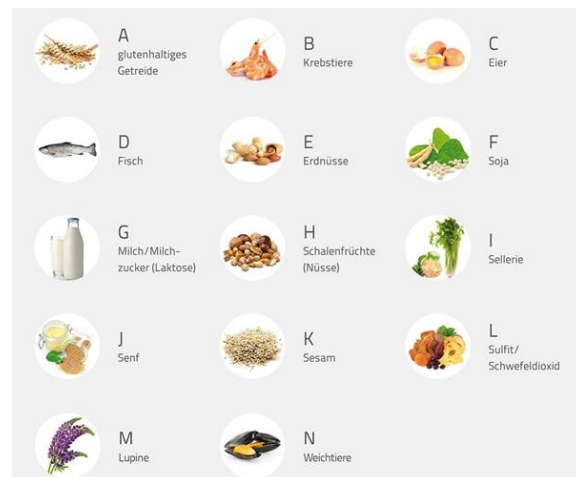 A
glutenhaltiges
Getreide
B
Krebstiere
C
Eier
D
Fisch
E
Erdnüsse
F
Soja
G
Milch/Milch-
zucker (Laktose)
H
Schalenfrüchte
(Nüsse)
I
Sellerie
J
Senf
K
Sesam
L
Sulfit/
Schwefeldioxid
M
Lupine
N
Weichtiere